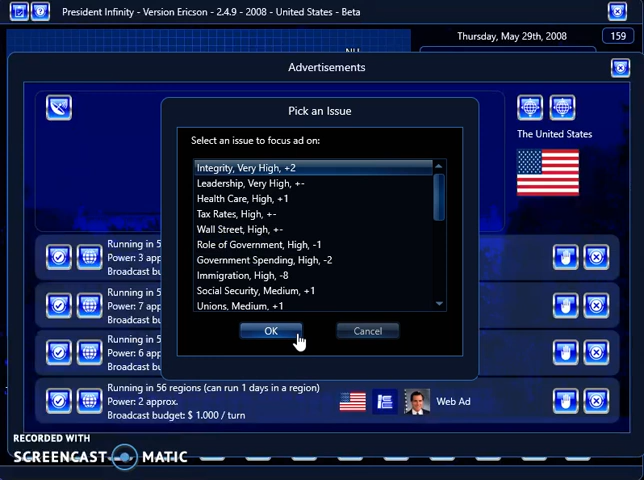 President Infinity - Version Ericson - 2.4.9 - 2008 - United States - Beta
Thursday, May 29th, 2008
159
Advertisements
Pick an Issue
Select an issue to focus ad on:
The United States
Integrity, Very High, +2
Leadership, Very High, +-
Health Care, High, +1
Tax Rates, High, +-
Wall Street, High, +-
Role of Government, High, -1
Government Spending, High, -2
Immigration, High, -8
Social Security, Medium, +1
Unions, Medium, +1
OK
Cancel
Running in 5
Power: 3 app
Broadcast bu
Running in 5
Power: 7 app
Broadcast bu
Running in 5
Power: 6 app
Broadcast bu
Running in 56 regions (can run 1 days in a region)
Power: 2 approx.
Broadcast budget: $ 1.000 / turn
Web Ad
RECORDED WITH
SCREENCAST MATIC